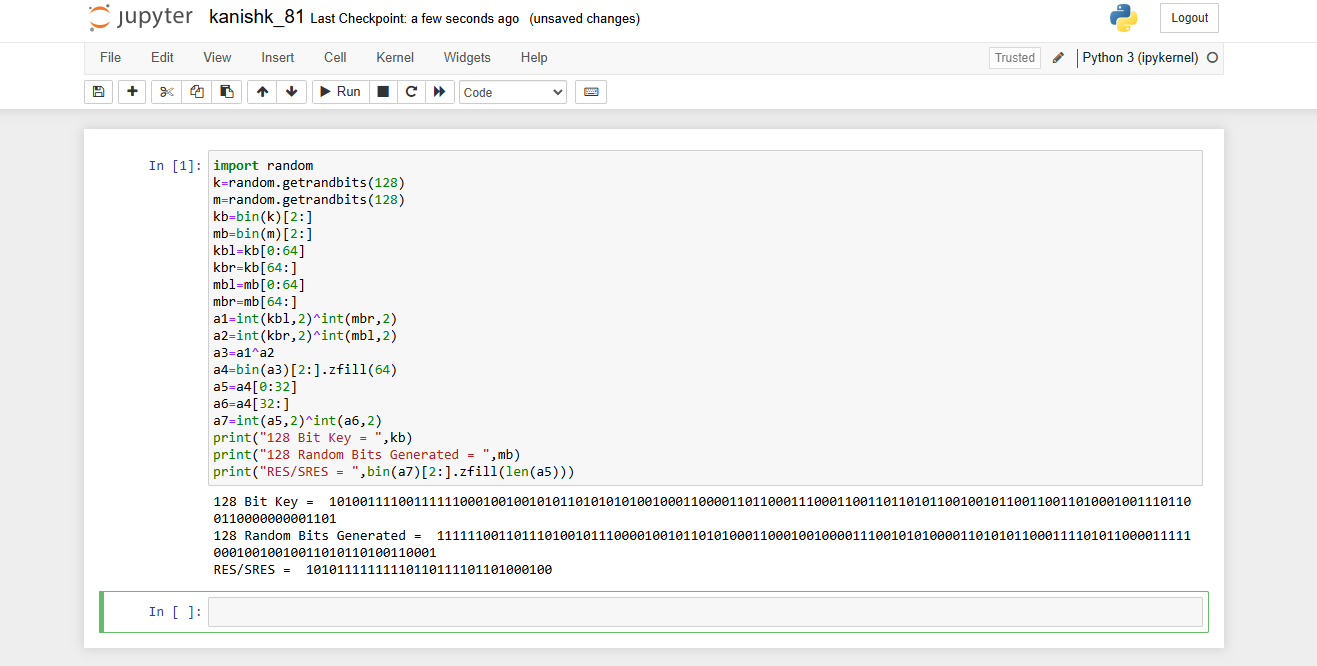 jupyter kanishk_81 Last Checkpoint: a few seconds ago (unsaved changes) Logout
File Edit View Insert Cell Kernel Widgets Help Trusted Python 3 (ipykernel)
Run Code
In [1]: import random
k=random.getrandbits(128)
m=random.getrandbits(128)
kb=bin(k)[2:]
mb=bin(m)[2:]
kbl=kb[0:64]
kbr=kb[64:]
mbl=mb[0:64]
mbr=mb[64:]
a1=int(kbl,2)^int(mbr,2)
a2=int(kbr,2)^int(mbl,2)
a3=a1^a2
a4=bin(a3)[2:].zfill(64)
a5=a4[0:32]
a6=a4[32:]
a7=int(a5,2)^int(a6,2)
print("128 Bit Key = ",kb)
print("128 Random Bits Generated = ",mb)
print("RES/SRES = ",bin(a7)[2:].zfill(len(a5)))
128 Bit Key =
0110000000001101
128 Random Bits Generated =
00010010010011010110100110001
RES/SRES = 10101111111110110111101101000100
In [ ]: